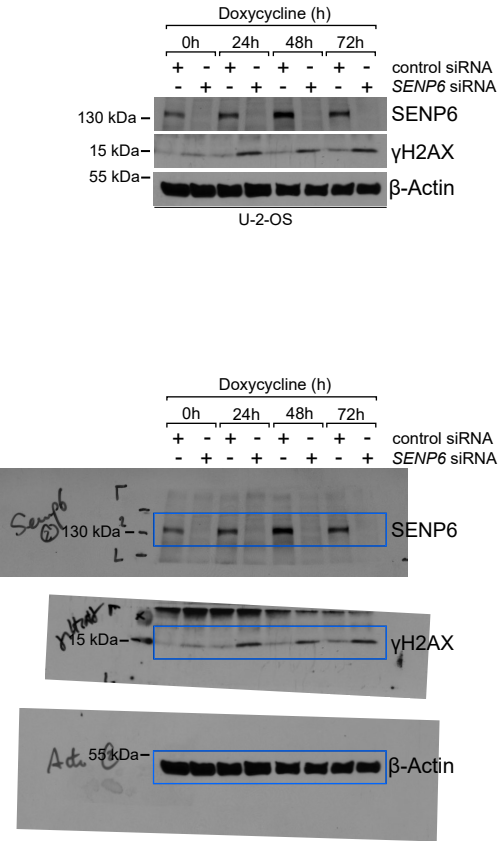 Doxycycline (h)
0h 24h 48h 72h
+ - + - + - + - control siRNA
- + - + - + - + SENP6 siRNA
130 kDa SENP6
15 kDa γH2AX
55 kDa β-Actin
U-2-OS
Doxycycline (h)
0h 24h 48h 72h
+ - + - + - + - control siRNA
- + - + - + - + SENP6 siRNA
Senp6
2
130 kDa SENP6
γH2AX
15 kDa γH2AX
55 kDa β-Actin